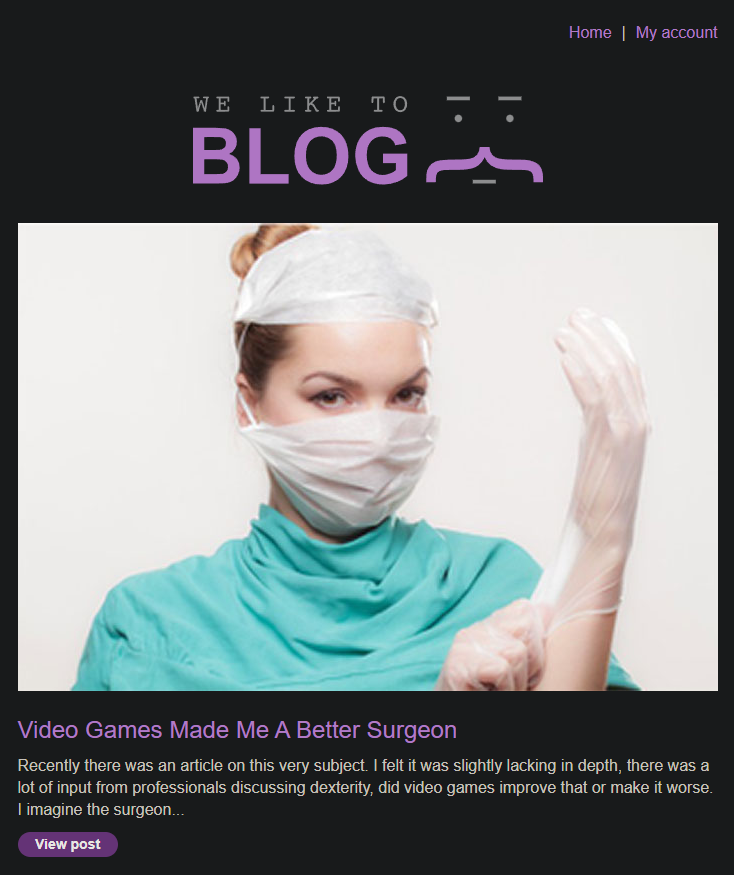 Home | My account
WE LIKE TO
BLOG
Video Games Made Me A Better Surgeon
Recently there was an article on this very subject. I felt it was slightly lacking in depth, there was a
lot of input from professionals discussing dexterity, did video games improve that or make it worse.
I imagine the surgeon...
View post